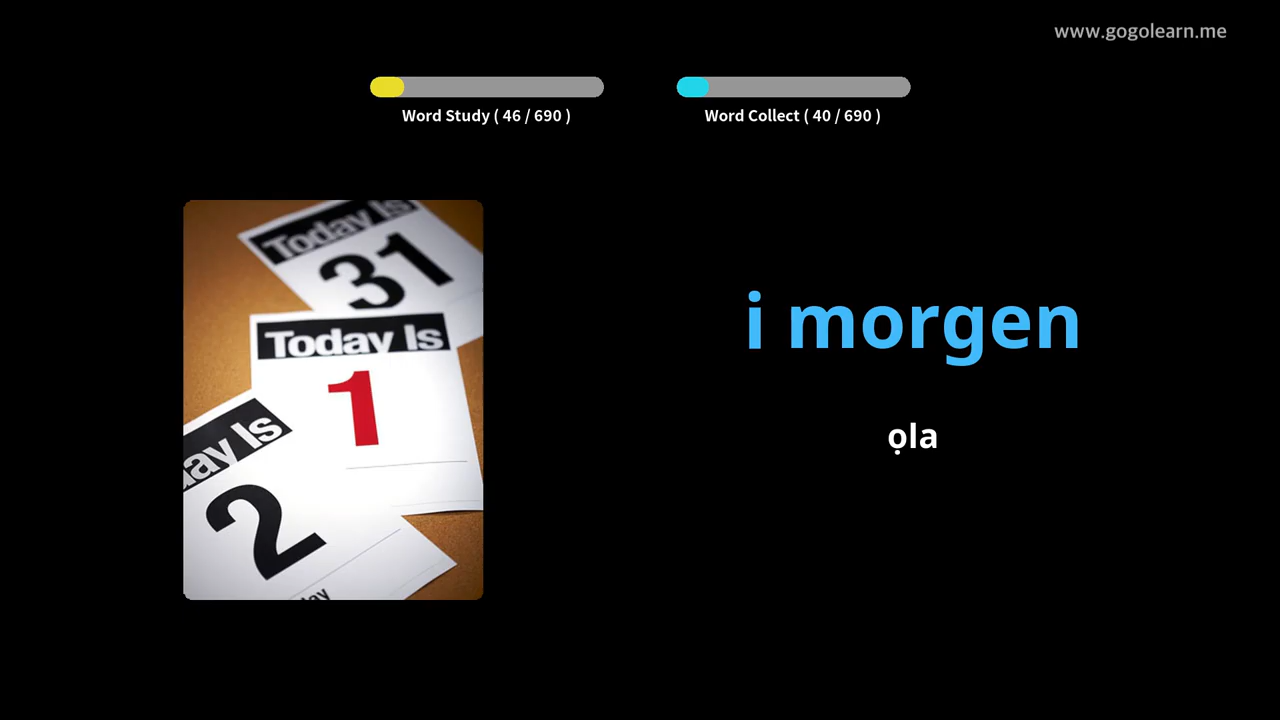 www.gogolearn.me
Word Study ( 46 / 690 )
Word Collect ( 40 / 690 )
Today Is
31
Today Is
1
day Is
2
day
i morgen
ọla